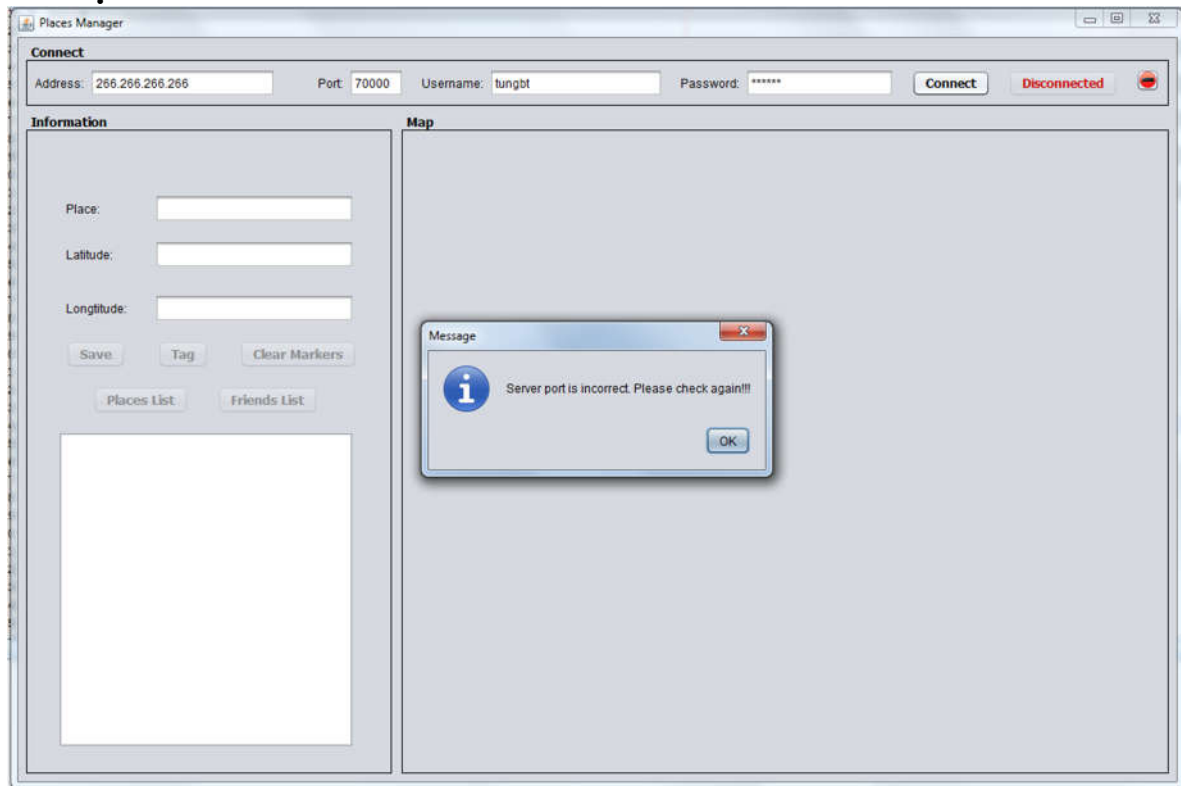 Places Manager
Connect
Address: 266.266.266.266 Port: 70000 Username: tungbt Password: ****** Connect Disconnected
Information Map
Place:
Latitude:
Longtitude:
Save Tag Clear Markers
Places List Friends List
Message
Server port is incorrect. Please check again!!!
OK